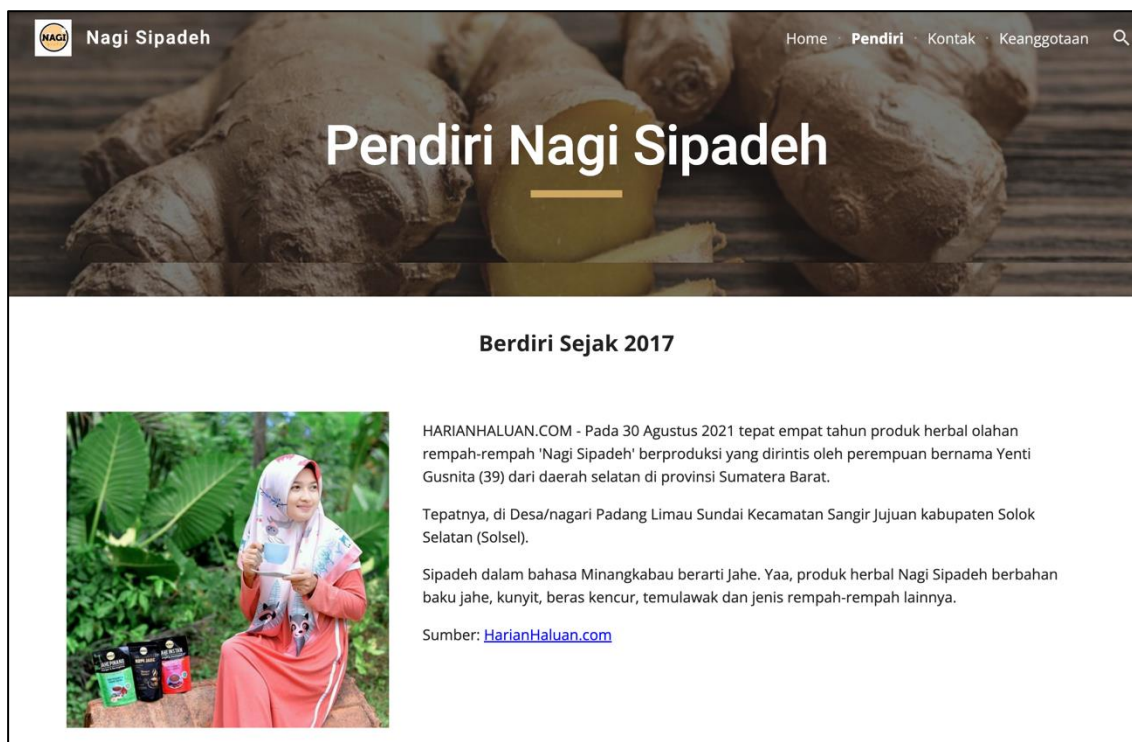 NAGI
Nagi Sipadeh
Home · Pendiri · Kontak · Keanggotaan
Pendiri Nagi Sipadeh
Berdiri Sejak 2017
HARIANHALUAN.COM - Pada 30 Agustus 2021 tepat empat tahun produk herbal olahan
rempah-rempah 'Nagi Sipadeh' berproduksi yang dirintis oleh perempuan bernama Yenti
Gusnita (39) dari daerah selatan di provinsi Sumatera Barat.
Tepatnya, di Desa/nagari Padang Limau Sundai Kecamatan Sangir Jujuan kabupaten Solok
Selatan (Solsel).
Sipadeh dalam bahasa Minangkabau berarti Jahe. Yaa, produk herbal Nagi Sipadeh berbahan
baku jahe, kunyit, beras kencur, temulawak dan jenis rempah-rempah lainnya.
Sumber: HarianHaluan.com